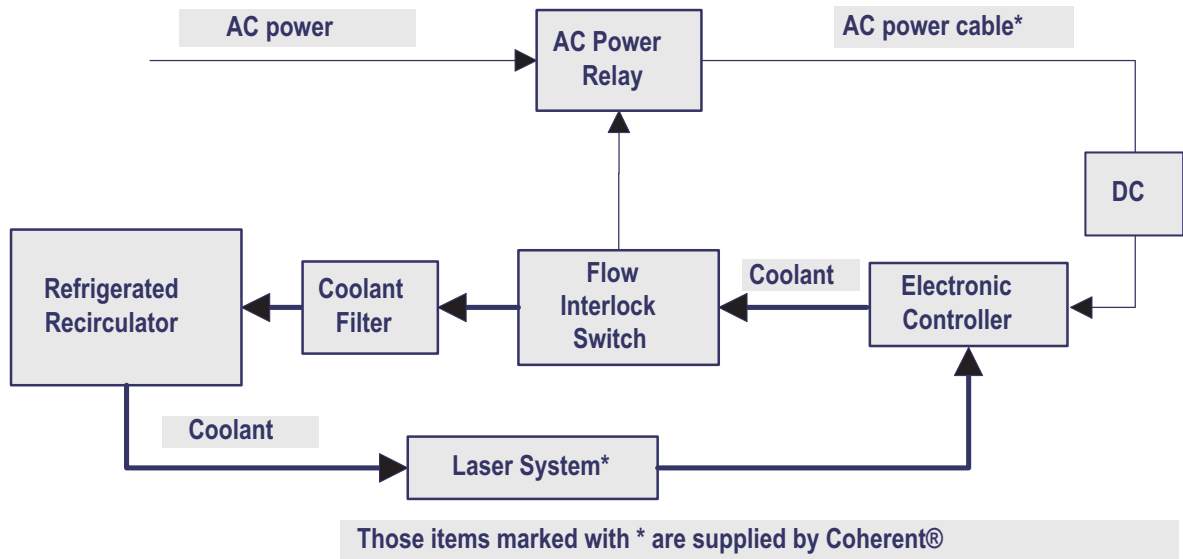 AC power
AC Power
Relay
AC power cable*
DC
Refrigerated
Recirculator
Coolant
Filter
Flow
Interlock
Switch
Coolant
Electronic
Controller
Coolant
Laser System*
Those items marked with * are supplied by Coherent®